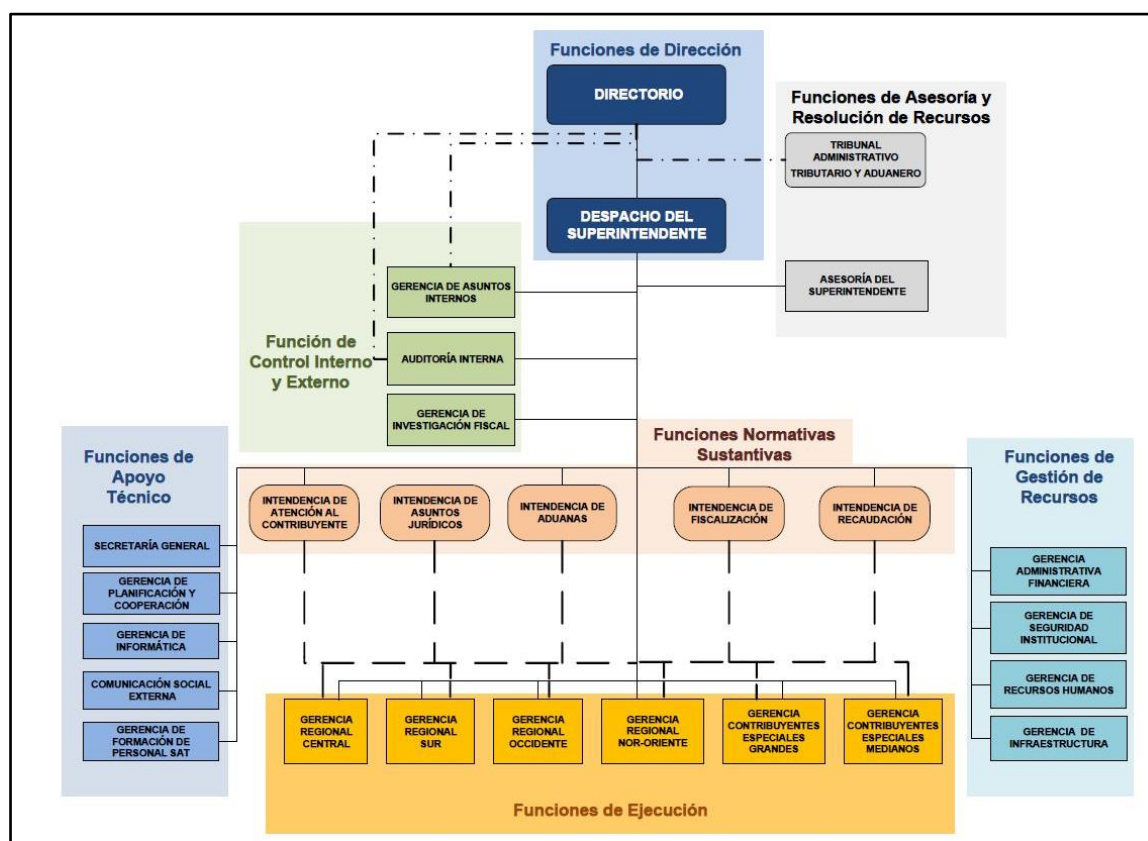 Funciones de Dirección
DIRECTORIO
DESPACHO DEL
SUPERINTENDENTE
Funciones de Asesoría y
Resolución de Recursos
TRIBUNAL
ADMINISTRATIVO
TRIBUTARIO Y ADUANERO
ASESORÍA DEL
SUPERINTENDENTE
Función de
Control Interno
y Externo
GERENCIA DE ASUNTOS
INTERNOS
AUDITORÍA INTERNA
GERENCIA DE
INVESTIGACIÓN FISCAL
Funciones Normativas
Sustantivas
INTENDENCIA DE
ATENCIÓN AL
CONTRIBUYENTE
INTENDENCIA DE
ASUNTOS
JURÍDICOS
INTENDENCIA DE
ADUANAS
INTENDENCIA DE
FISCALIZACIÓN
INTENDENCIA DE
RECAUDACIÓN
Funciones de
Apoyo
Técnico
SECRETARÍA GENERAL
GERENCIA DE
PLANIFICACIÓN Y
COOPERACIÓN
GERENCIA DE
INFORMÁTICA
COMUNICACIÓN SOCIAL
EXTERNA
GERENCIA DE
FORMACIÓN DE
PERSONAL SAT
Funciones de
Gestión de
Recursos
GERENCIA
ADMINISTRATIVA
FINANCIERA
GERENCIA DE
SEGURIDAD
INSTITUCIONAL
GERENCIA DE
RECURSOS HUMANOS
GERENCIA DE
INFRAESTRUCTURA
GERENCIA
REGIONAL
CENTRAL
GERENCIA
REGIONAL
SUR
GERENCIA
REGIONAL
OCCIDENTE
GERENCIA
REGIONAL
NOR-ORIENTE
GERENCIA
CONTRIBUYENTES
ESPECIALES
GRANDES
GERENCIA
CONTRIBUYENTES
ESPECIALES
MEDIANOS
Funciones de Ejecución